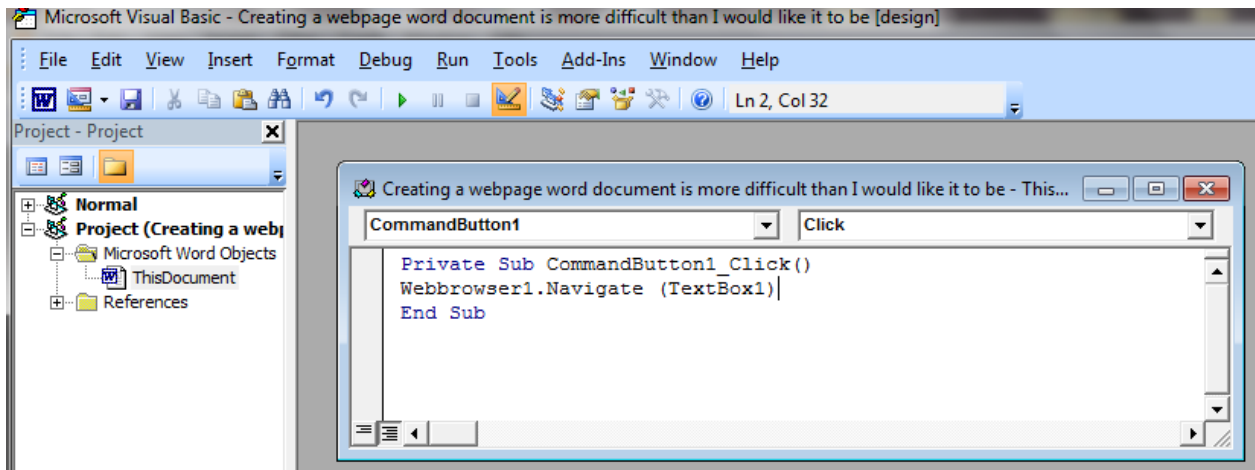 Microsoft Visual Basic - Creating a webpage word document is more difficult than I would like it to be [design]
File Edit View Insert Format Debug Run Tools Add-Ins Window Help
Ln 2, Col 32
Project - Project
Normal
Project (Creating a web
Microsoft Word Objects
ThisDocument
References
Creating a webpage word document is more difficult than I would like it to be - This...
CommandButton1 Click
Private Sub CommandButton1_Click()
Webbrowser1.Navigate (TextBox1)
End Sub